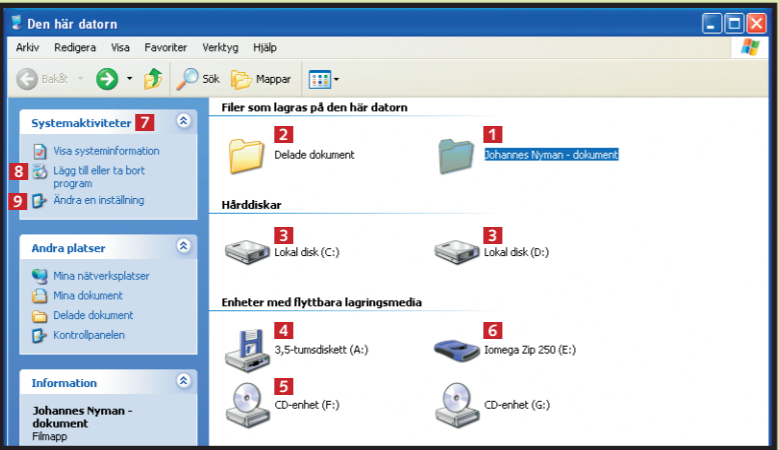 Den här datorn
Arkiv Redigera Visa Favoriter Verktyg Hjälp
Bakåt Sök Mappar
Systemaktiviteter 7
Visa systeminformation
8 Lägg till eller ta bort
program
9 Ändra en inställning
Andra platser
Mina nätverksplatser
Mina dokument
Delade dokument
Kontrollpanelen
Information
Johannes Nyman -
dokument
Filmapp
Filer som lagras på den här datorn
2
Delade dokument
1
Johannes Nyman - dokument
Hårddiskar
3
Lokal disk (C:)
3
Lokal disk (D:)
Enheter med flyttbara lagringsmedia
4
3,5-tumsdiskett (A:)
6
Iomega Zip 250 (E:)
5
CD-enhet (F:)
CD-enhet (G:)